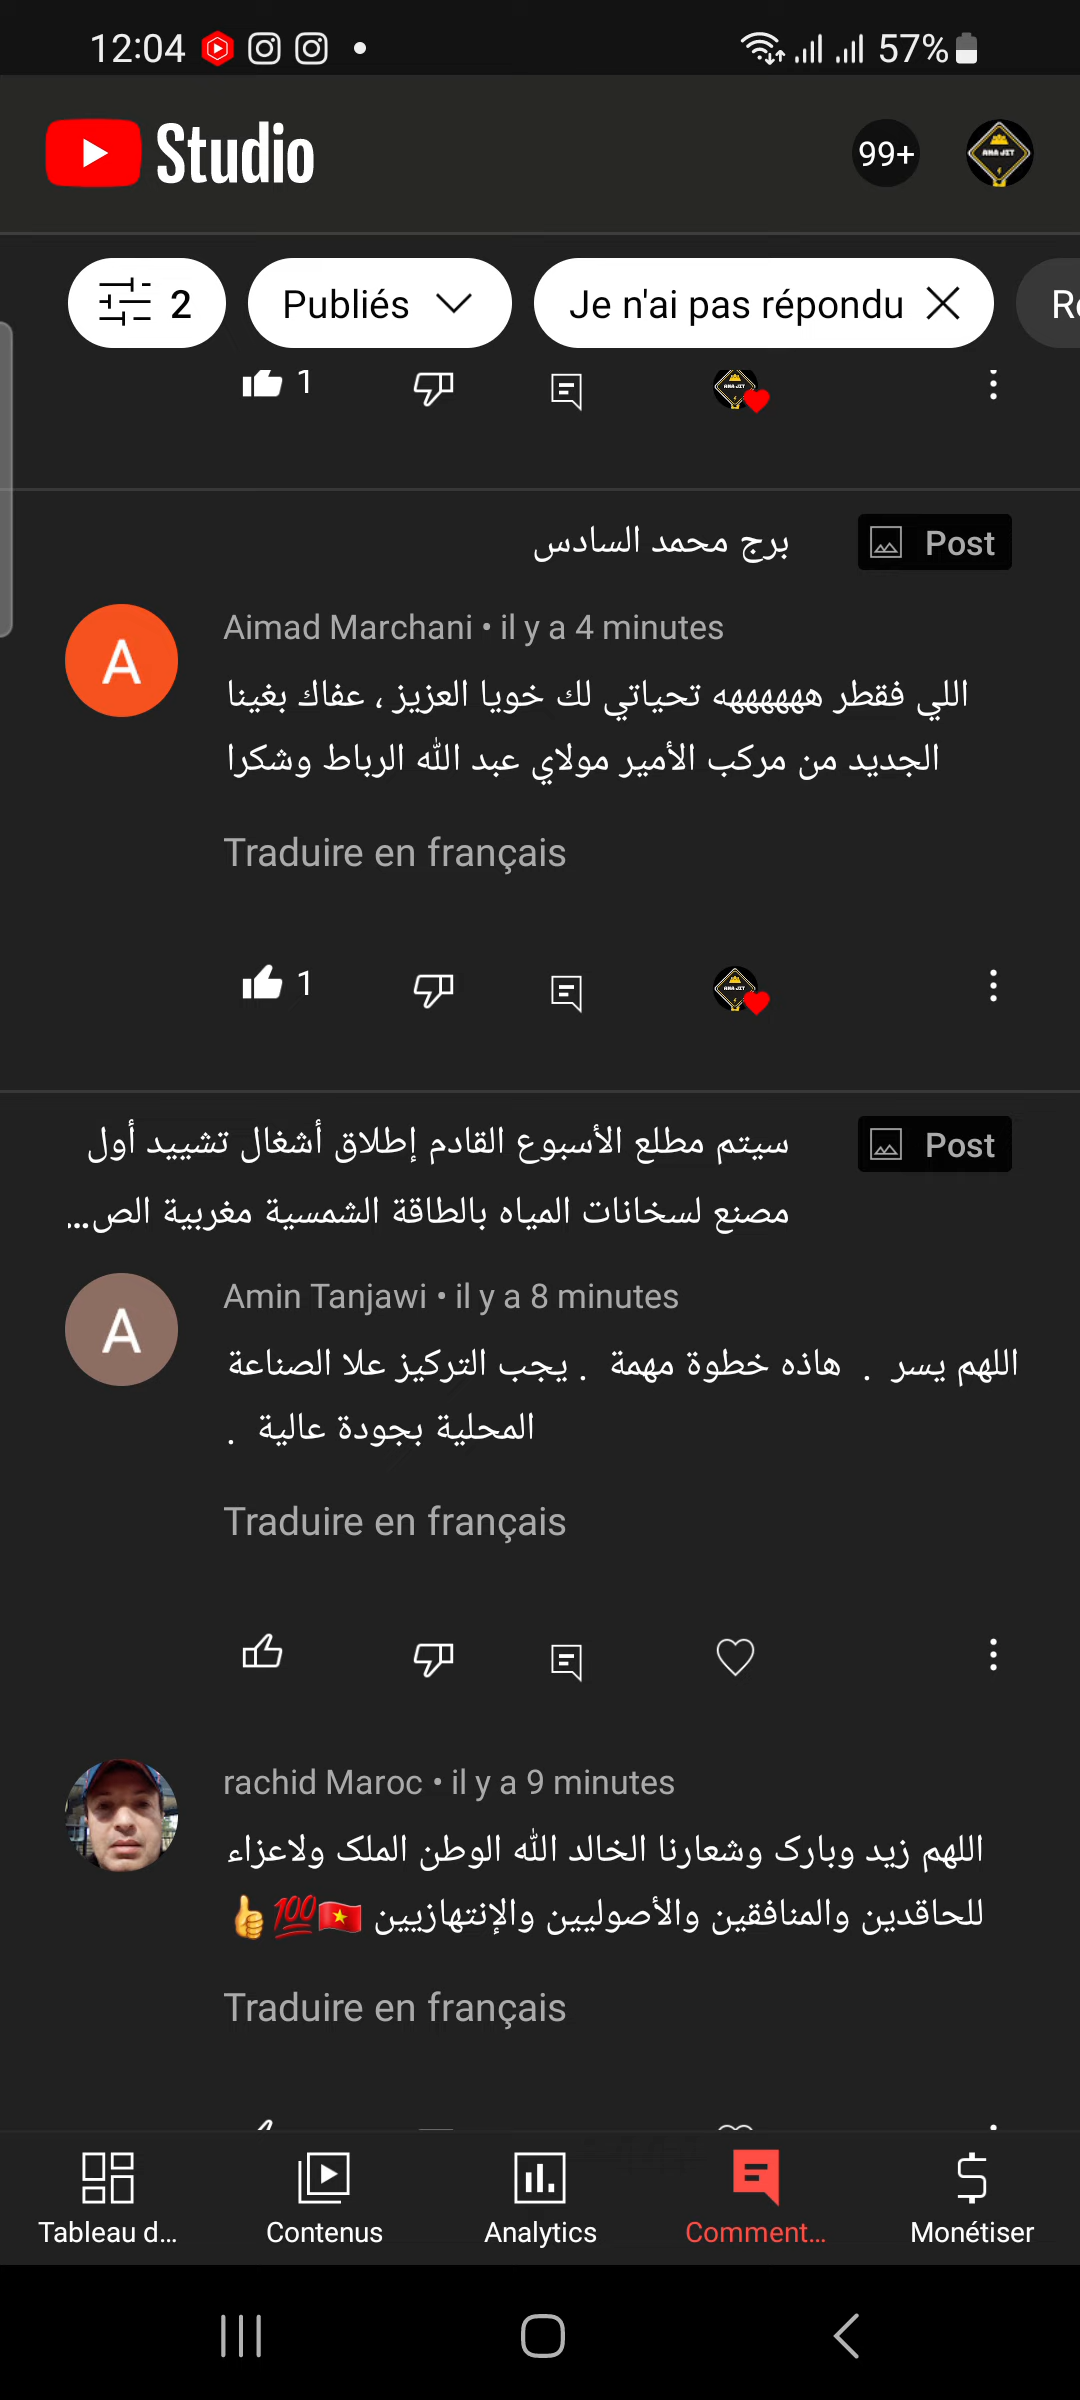 12:04
57%
Studio
99+
ANA JIT
2
Publiés
Je n'ai pas répondu
1
برج محمد السادس
Post
Aimad Marchani • il y a 4 minutes
اللي فقطر ههههههه تحياتي لك خويا العزيز ، عفاك بغينا
الجديد من مركب الأمير مولاي عبد الله الرباط وشكرا
Traduire en français
1
سيتم مطلع الأسبوع القادم إطلاق أشغال تشييد أول
Post
مصنع لسخانات المياه بالطاقة الشمسية مغربية الص...
Amin Tanjawi • il y a 8 minutes
اللهم يسر . هاذه خطوة مهمة . يجب التركيز علا الصناعة
المحلية بجودة عالية .
Traduire en français
rachid Maroc • il y a 9 minutes
اللهم زيد وبارك وشعارنا الخالد الله الوطن الملك ولاعزاء
للحاقدين والمنافقين والأصوليين والإنتهازيين 🇻🇳💯👍
Traduire en français
Tableau d...
Contenus
Analytics
Comment...
Monétiser